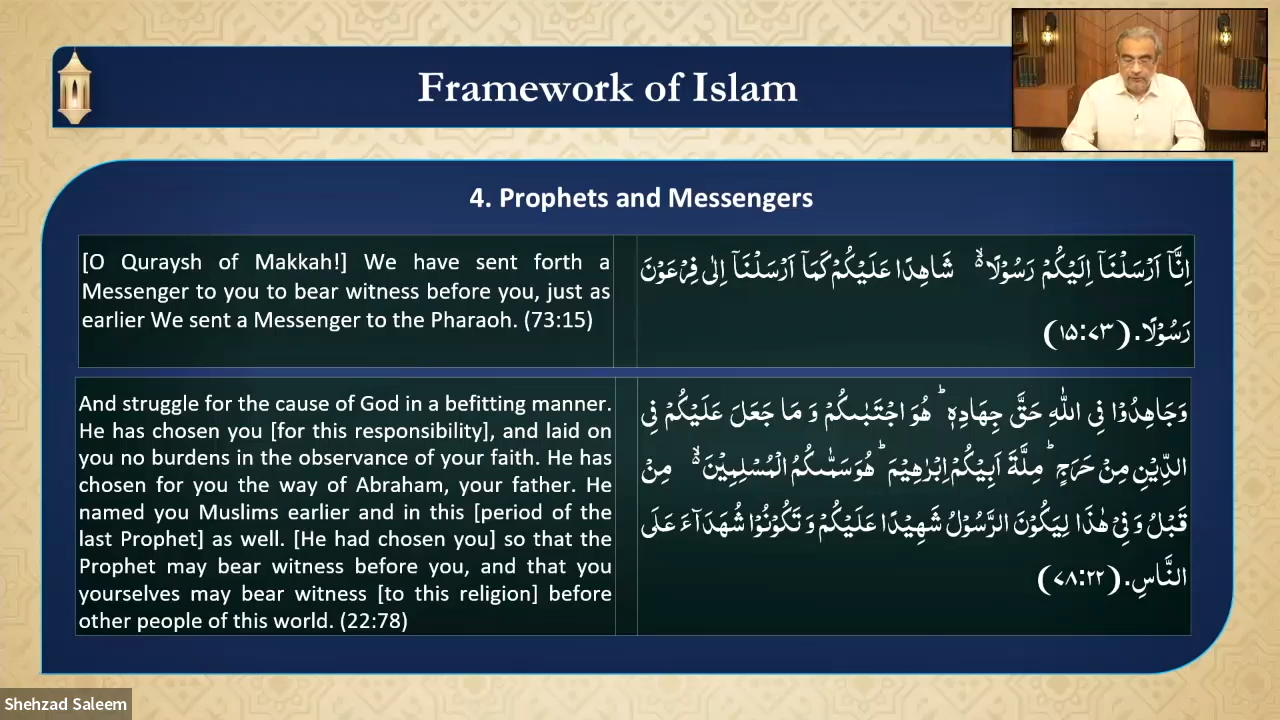 Framework of Islam
4. Prophets and Messengers
[O Quraysh of Makkah!] We have sent forth a
Messenger to you to bear witness before you, just as
earlier We sent a Messenger to the Pharaoh. (73:15)
اِنَّآ اَرْسَلْنَآ اِلَيْكُمْ رَسُوْلًا ۙ شَاهِدًا عَلَيْكُمْ كَمَآ اَرْسَلْنَآ اِلٰى فِرْعَوْنَ
رَسُوْلًا. (۷۳:۱۵)
And struggle for the cause of God in a befitting manner.
He has chosen you [for this responsibility], and laid on
you no burdens in the observance of your faith. He has
chosen for you the way of Abraham, your father. He
named you Muslims earlier and in this [period of the
last Prophet] as well. [He had chosen you] so that the
Prophet may bear witness before you, and that you
yourselves may bear witness [to this religion] before
other people of this world. (22:78)
وَجَاهِدُوْا فِى اللّٰهِ حَقَّ جِهَادِهٖ ؕ هُوَ اجْتَبٰىكُمْ وَ مَا جَعَلَ عَلَيْكُمْ فِى
الدِّيْنِ مِنْ حَرَجٍ ؕ مِلَّةَ اَبِيْكُمْ اِبْرٰهِيْمَ ؕ هُوَ سَمّٰىكُمُ الْمُسْلِمِيْنَ ۙ مِنْ
قَبْلُ وَ فِىْ هٰذَا لِيَكُوْنَ الرَّسُوْلُ شَهِيْدًا عَلَيْكُمْ وَ تَكُوْنُوْا شُهَدَآءَ عَلَى
النَّاسِ. (۲۲:۷۸)
Shehzad Saleem